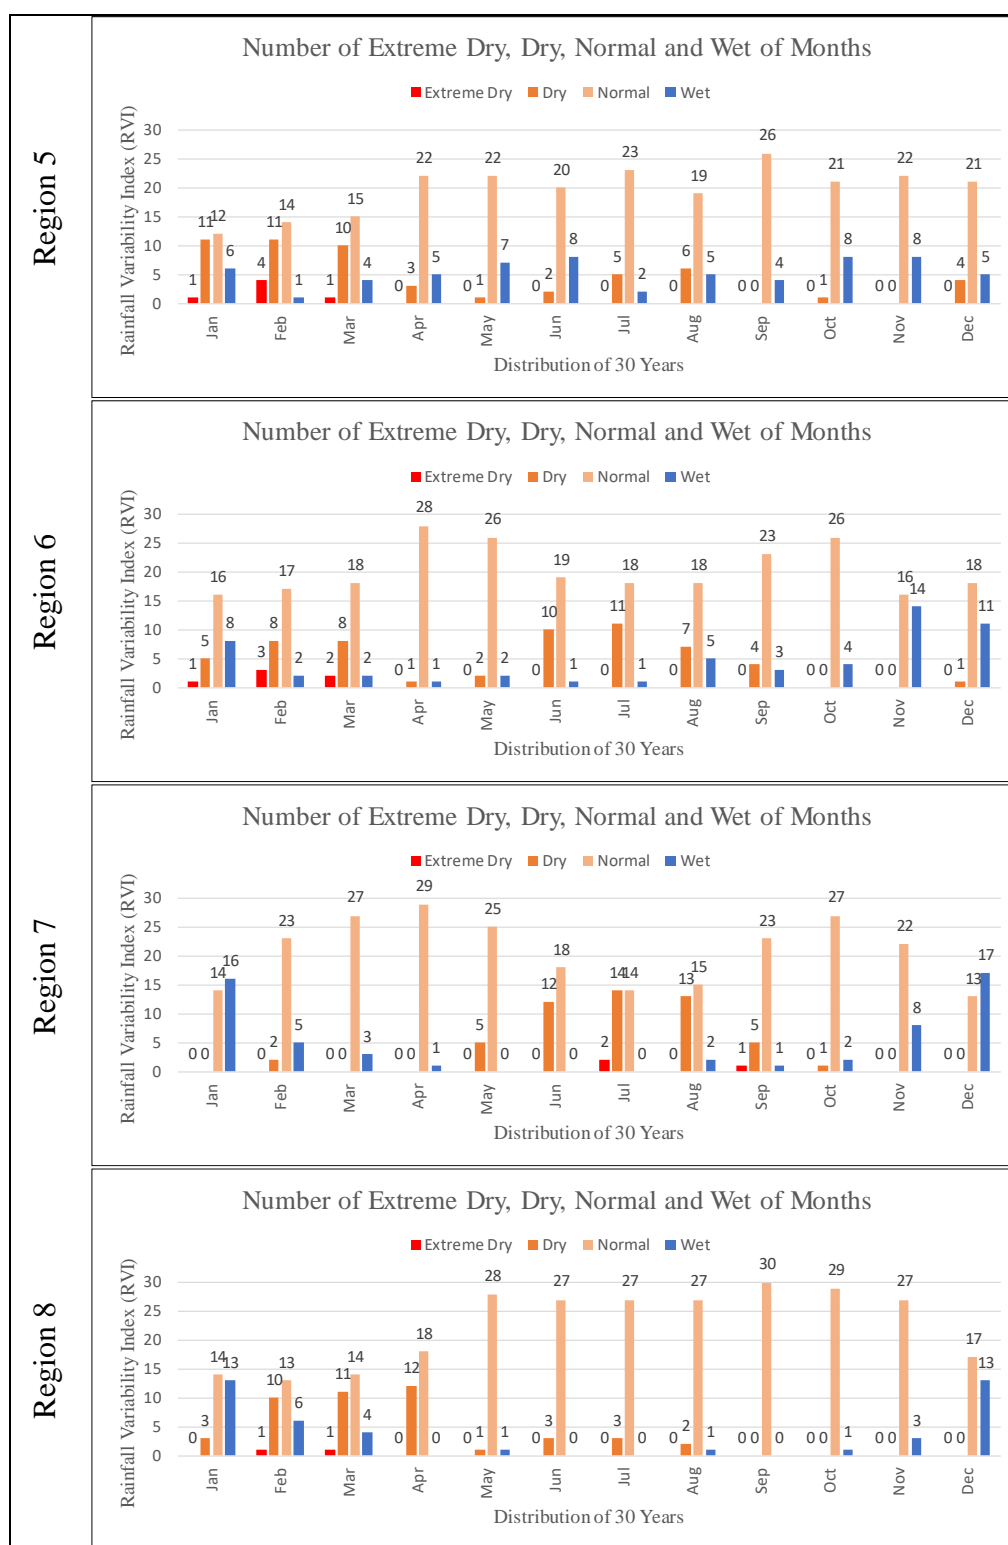 Region 5
Number of Extreme Dry, Dry, Normal and Wet of Months
Extreme Dry Dry Normal Wet
Rainfall Variability Index (RVI)
30
25
20
15
10
5
0
1 11 12 6
4 11 14 1
1 10 15 4
0 3 22 5
0 1 22 7
0 2 20 8
0 5 23 2
0 6 19 5
0 0 26 4
0 1 21 8
0 0 22 8
0 4 21 5
Jan Feb Mar Apr May Jun Jul Aug Sep Oct Nov Dec
Distribution of 30 Years
Region 6
Number of Extreme Dry, Dry, Normal and Wet of Months
Extreme Dry Dry Normal Wet
Rainfall Variability Index (RVI)
30
25
20
15
10
5
0
1 5 16 8
3 8 17 2
2 8 18 2
0 1 28 1
0 2 26 2
0 10 19 1
0 11 18 1
0 7 18 5
0 4 23 3
0 0 26 4
0 0 16 14
0 1 18 11
Jan Feb Mar Apr May Jun Jul Aug Sep Oct Nov Dec
Distribution of 30 Years
Region 7
Number of Extreme Dry, Dry, Normal and Wet of Months
Extreme Dry Dry Normal Wet
Rainfall Variability Index (RVI)
30
25
20
15
10
5
0
0 0 14 16
0 2 23 5
0 0 27 3
0 0 29 1
0 5 25 0
0 12 18 0
2 14 14 0
0 13 15 2
1 5 23 1
0 1 27 2
0 0 22 8
0 0 13 17
Jan Feb Mar Apr May Jun Jul Aug Sep Oct Nov Dec
Distribution of 30 Years
Region 8
Number of Extreme Dry, Dry, Normal and Wet of Months
Extreme Dry Dry Normal Wet
Rainfall Variability Index (RVI)
30
25
20
15
10
5
0
0 3 14 13
1 10 13 6
1 11 14 4
0 12 18 0
0 1 28 1
0 3 27 0
0 3 27 0
0 2 27 1
0 0 30 0
0 0 29 1
0 0 27 3
0 0 17 13
Jan Feb Mar Apr May Jun Jul Aug Sep Oct Nov Dec
Distribution of 30 Years